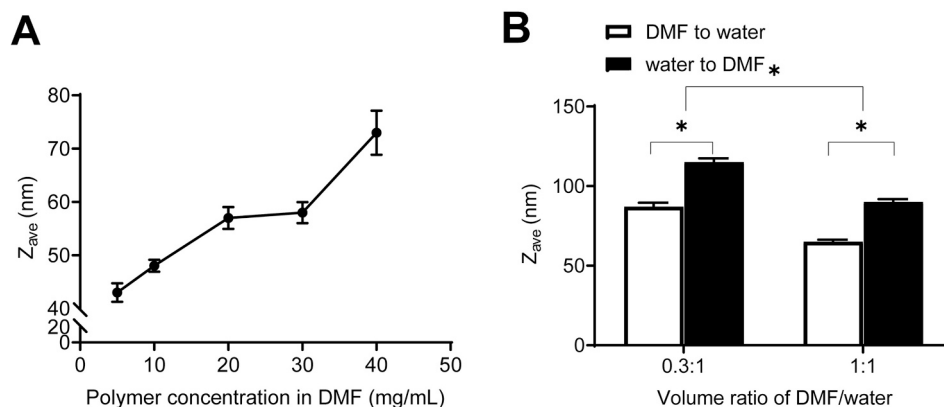 A
80
70
60
50
40
20
0
Zave (nm)
0 10 20 30 40 50
Polymer concentration in DMF (mg/mL)
B
DMF to water
water to DMF
*
* *
150
100
50
0
Zave (nm)
0.3:1 1:1
Volume ratio of DMF/water